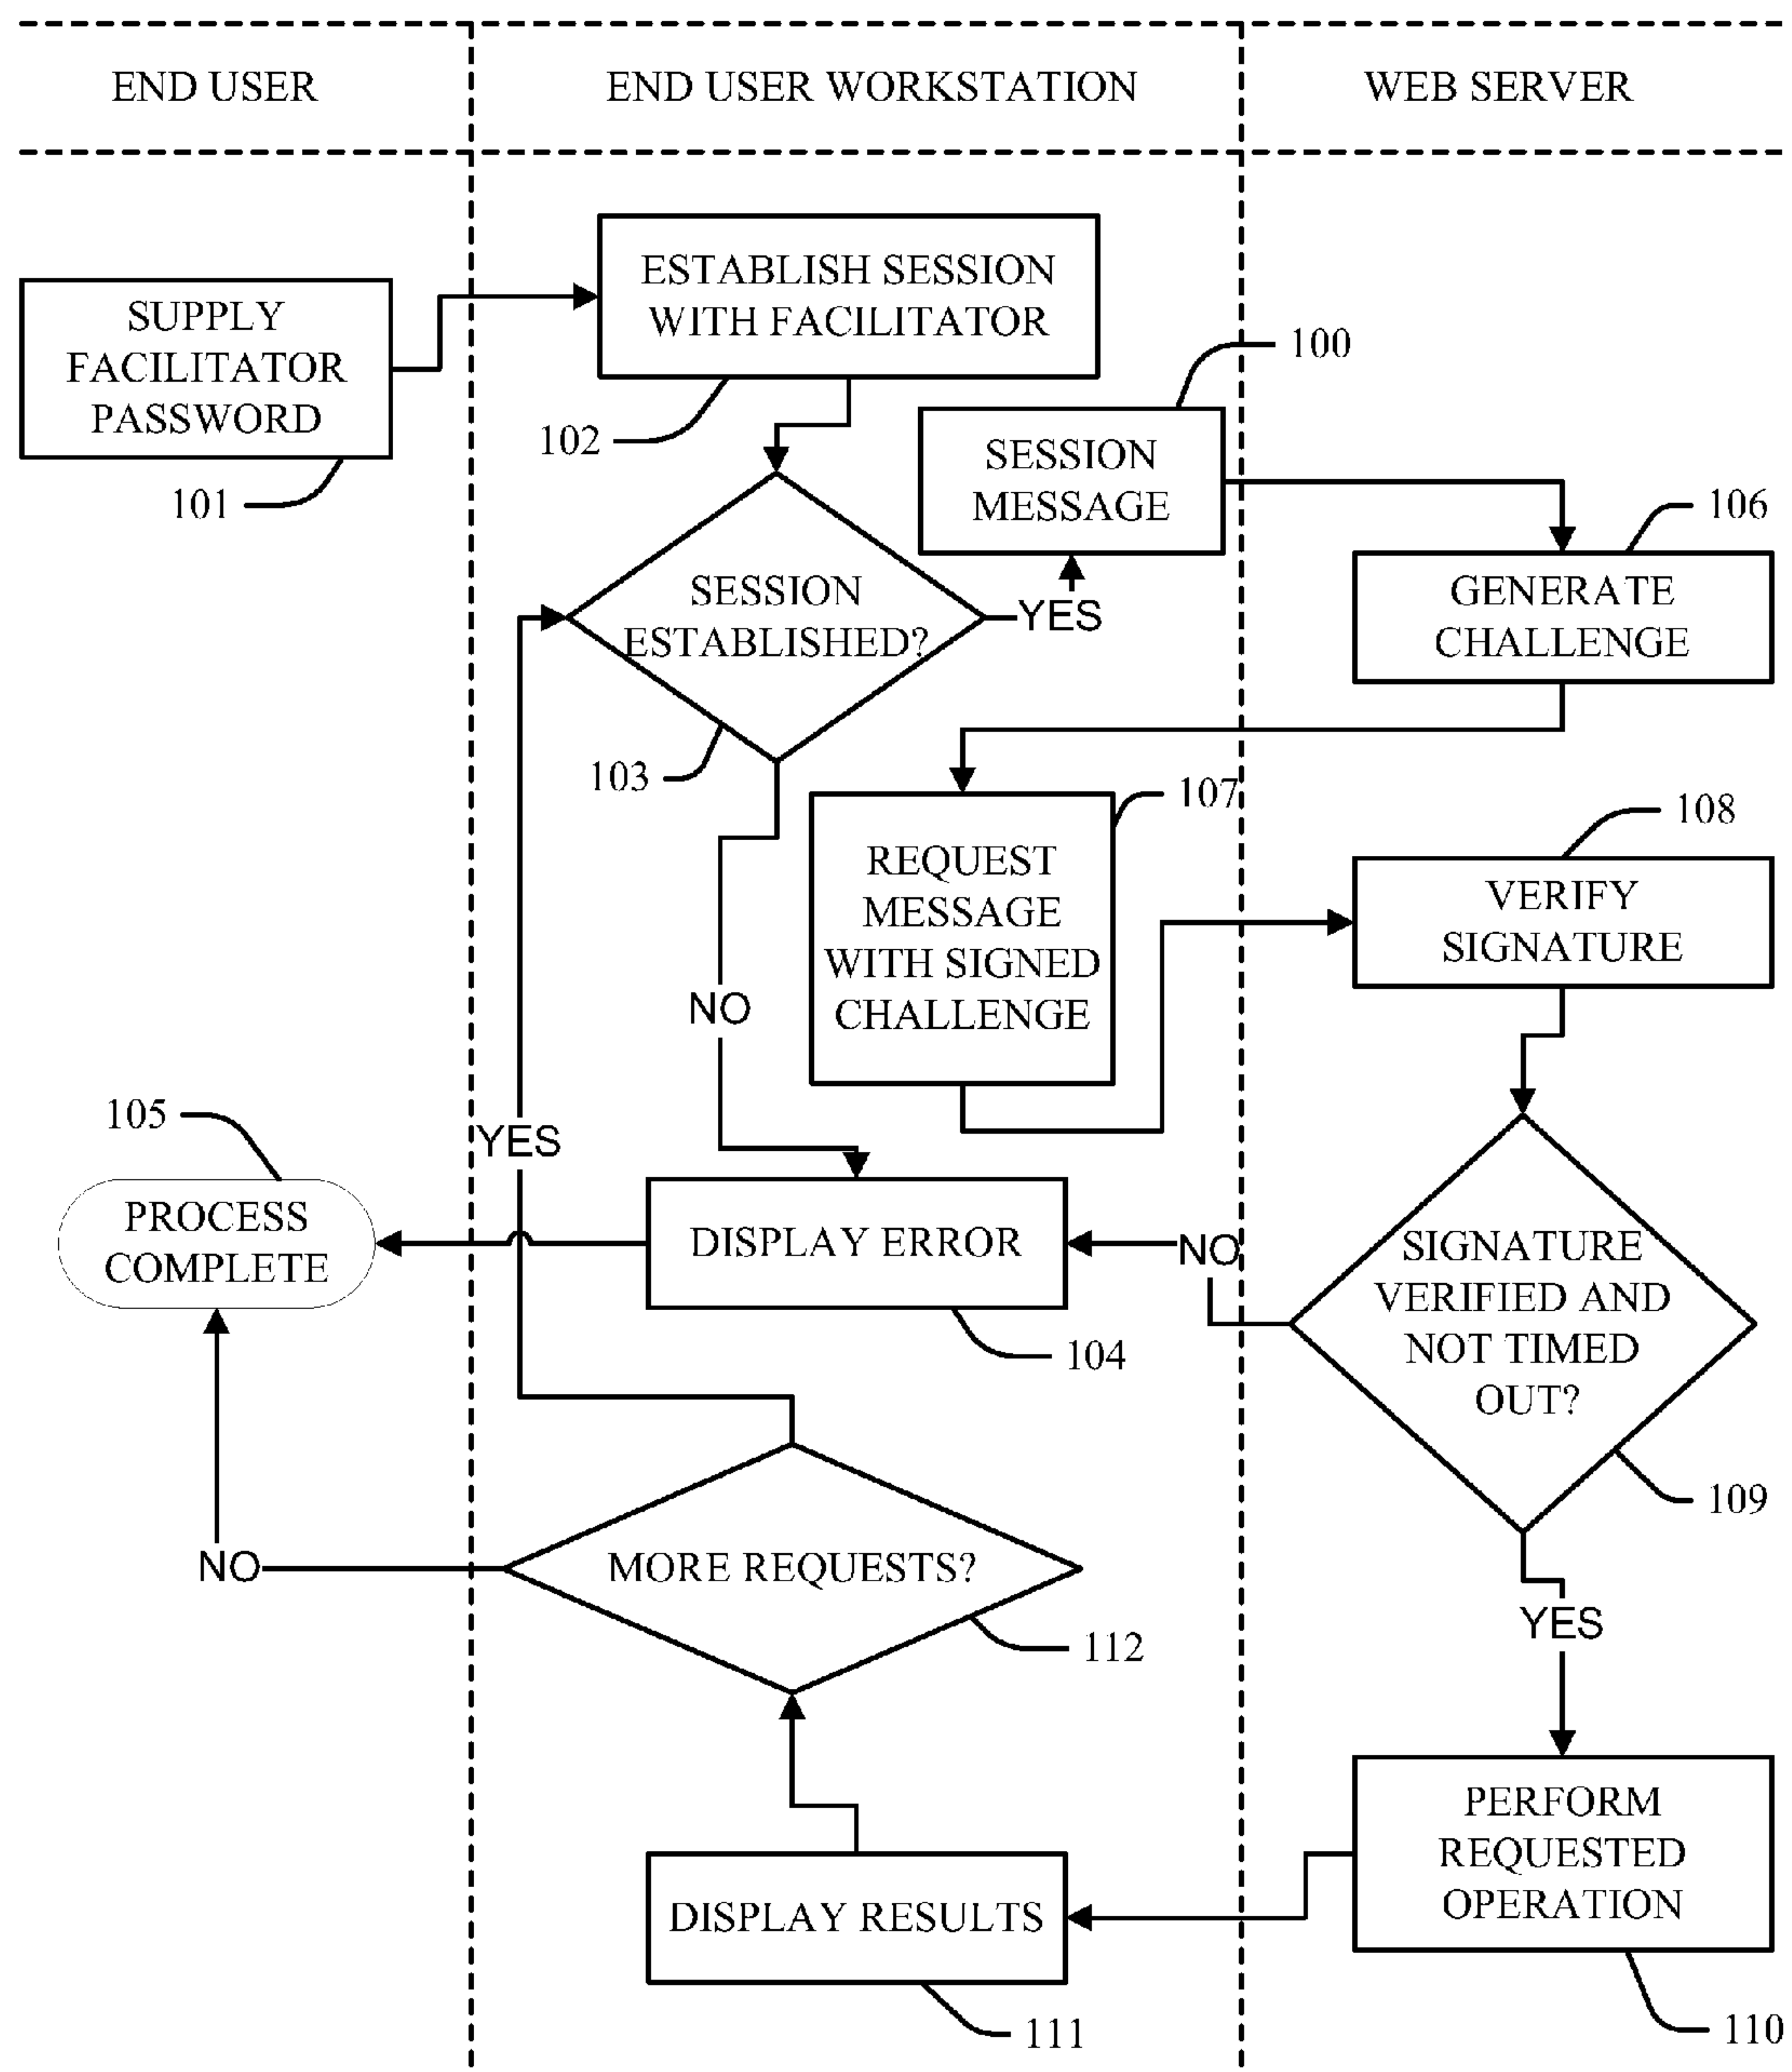 END USER
END USER WORKSTATION
WEB SERVER
SUPPLY
FACILITATOR
PASSWORD
101
ESTABLISH SESSION
WITH FACILITATOR
102
100
SESSION
MESSAGE
106
GENERATE
CHALLENGE
SESSION
ESTABLISHED?
YES
103
107
REQUEST
MESSAGE
WITH SIGNED
CHALLENGE
108
VERIFY
SIGNATURE
NO
105
PROCESS
COMPLETE
YES
DISPLAY ERROR
104
NO
SIGNATURE
VERIFIED AND
NOT TIMED
OUT?
109
NO
MORE REQUESTS?
112
YES
PERFORM
REQUESTED
OPERATION
110
DISPLAY RESULTS
111